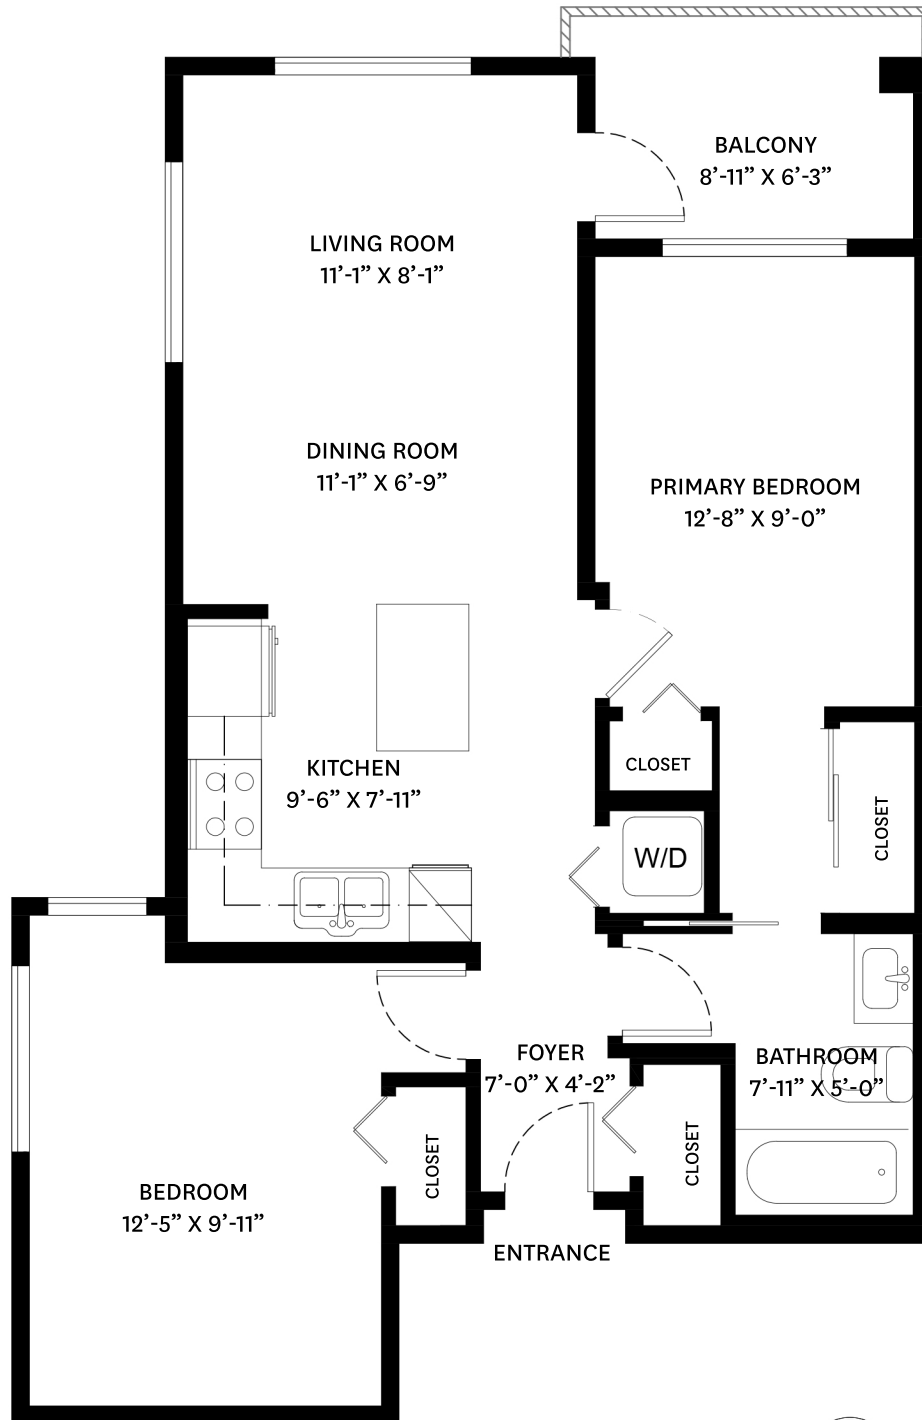 BALCONY
8’-11” X 6’-3”
LIVING ROOM
11’-1” X 8’-1”
DINING ROOM
11’-1” X 6’-9”
PRIMARY BEDROOM
12’-8” X 9’-0”
KITCHEN
9’-6” X 7’-11”
CLOSET
CLOSET
W/D
FOYER
7’-0” X 4’-2”
BATHROOM
7’-11” X 5’-0”
CLOSET
CLOSET
BEDROOM
12’-5” X 9’-11”
ENTRANCE